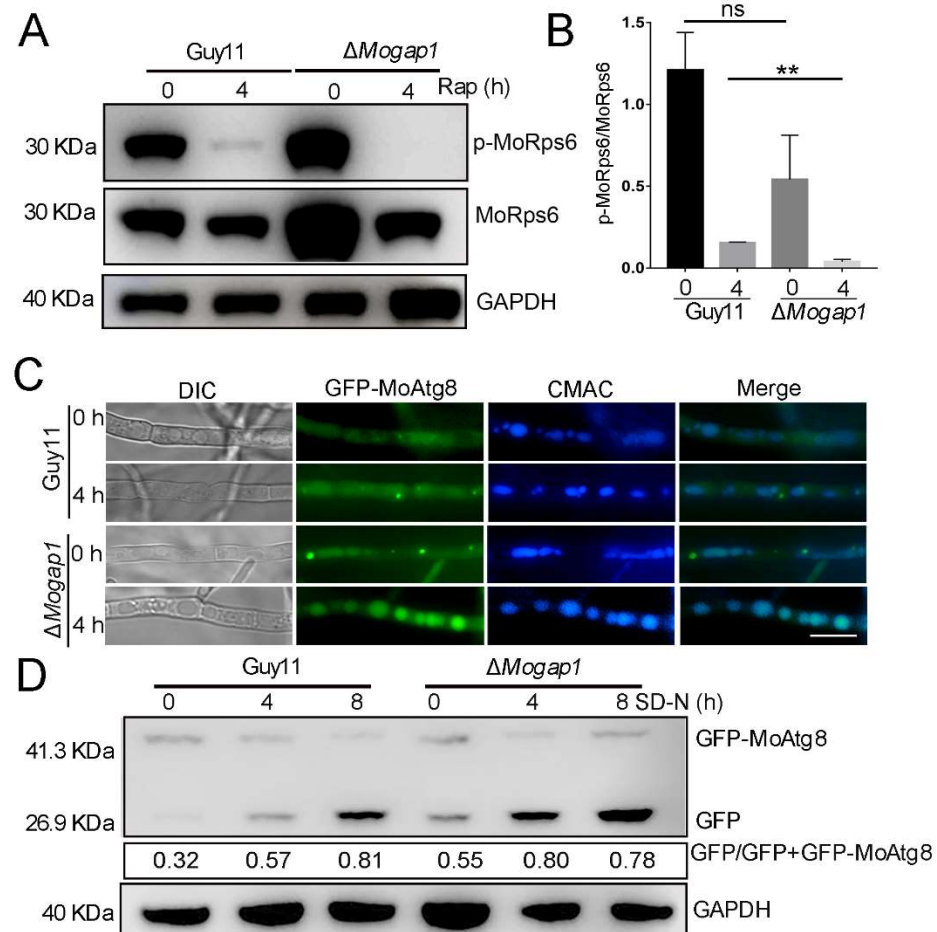 A
Guy11 ΔMogap1
0 4 0 4 Rap (h)
30 KDa p-MoRps6
30 KDa MoRps6
40 KDa GAPDH
B
ns
**
p-MoRps6/MoRps6
1.5
1.0
0.5
0.0
0 4 0 4
Guy11 ΔMogap1
C
DIC GFP-MoAtg8 CMAC Merge
Guy11
0 h
4 h
ΔMogap1
0 h
4 h
D
Guy11 ΔMogap1
0 4 8 0 4 8 SD-N (h)
41.3 KDa GFP-MoAtg8
26.9 KDa GFP
0.32 0.57 0.81 0.55 0.80 0.78 GFP/GFP+GFP-MoAtg8
40 KDa GAPDH